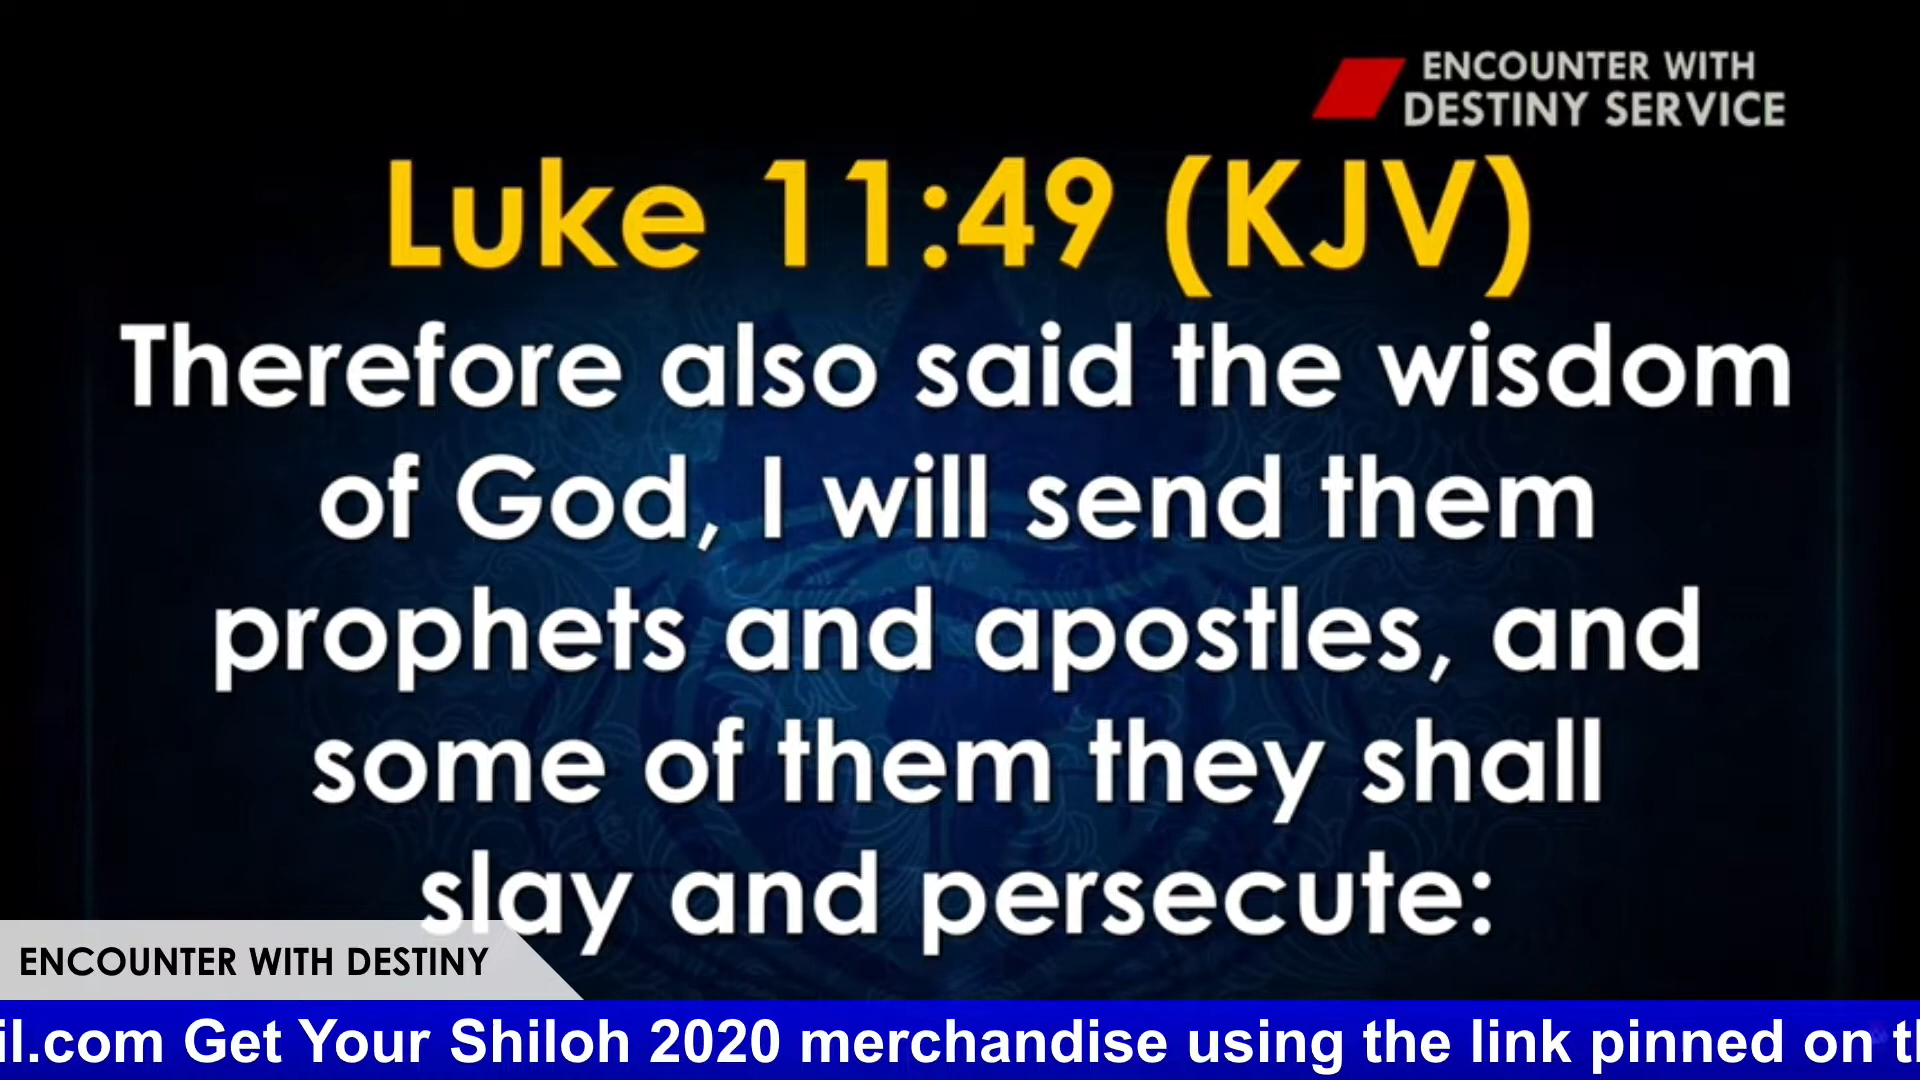 ENCOUNTER WITH
DESTINY SERVICE
Luke 11:49 (KJV)
Therefore also said the wisdom
of God, I will send them
prophets and apostles, and
some of them they shall
slay and persecute:
ENCOUNTER WITH DESTINY
il.com Get Your Shiloh 2020 merchandise using the link pinned on